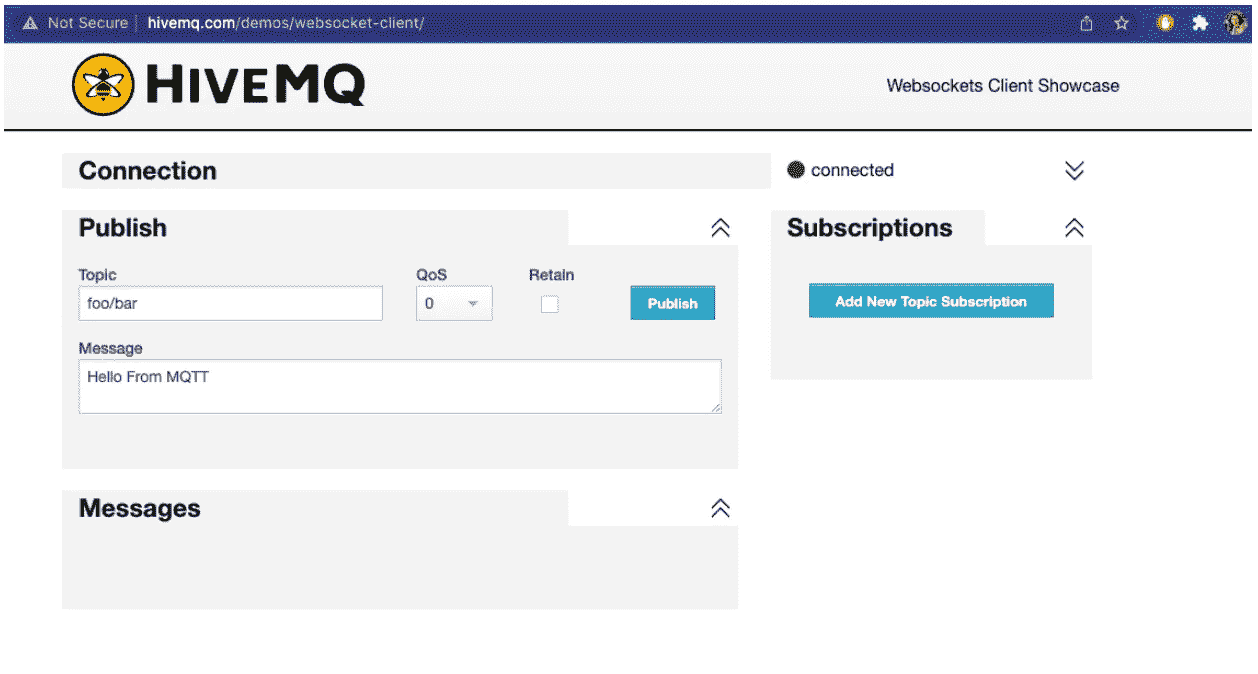 Not Secure | hivemq.com/demos/websocket-client/
HIVEMQ
Websockets Client Showcase
Connection
connected
Publish
Subscriptions
Topic QoS Retain
foo/bar 0 Publish
Add New Topic Subscription
Message
Hello From MQTT
Messages